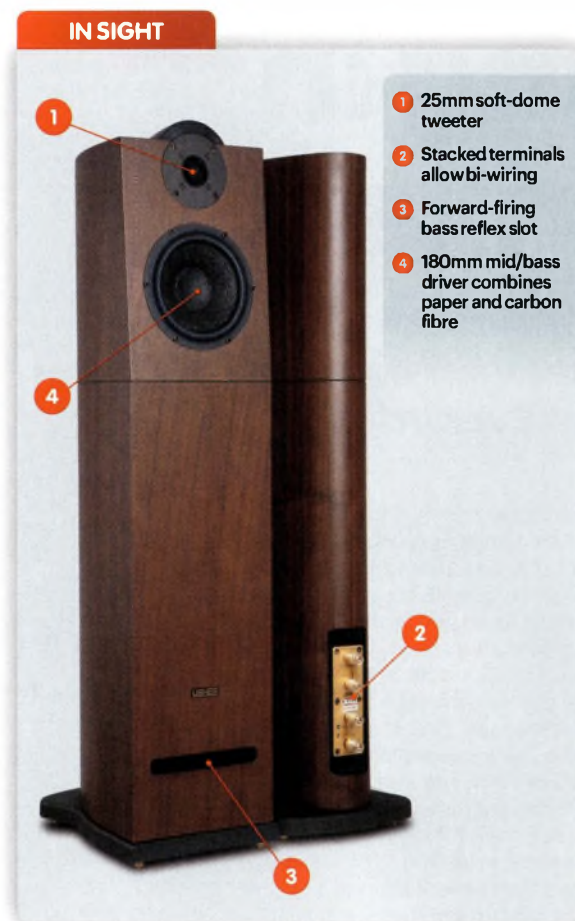 IN SIGHT
1 25mm soft-dome
tweeter
2 Stacked terminals
allow bi-wiring
3 Forward-firing
bass reflex slot
4 180mm mid/bass
driver combines
paper and carbon
fibre
1
4
2
3